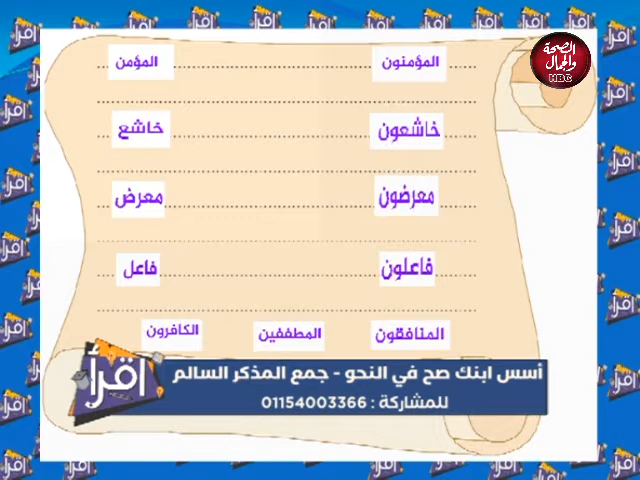 الصحة
والجمال
HBC
المؤمنون المؤمن
خاشعون خاشع
معرضون معرض
فاعلون فاعل
المنافقون المطففين الكافرون
أسس ابنك صح في النحو - جمع المذكر السالم
للمشاركة : 01154003366
اقرأ